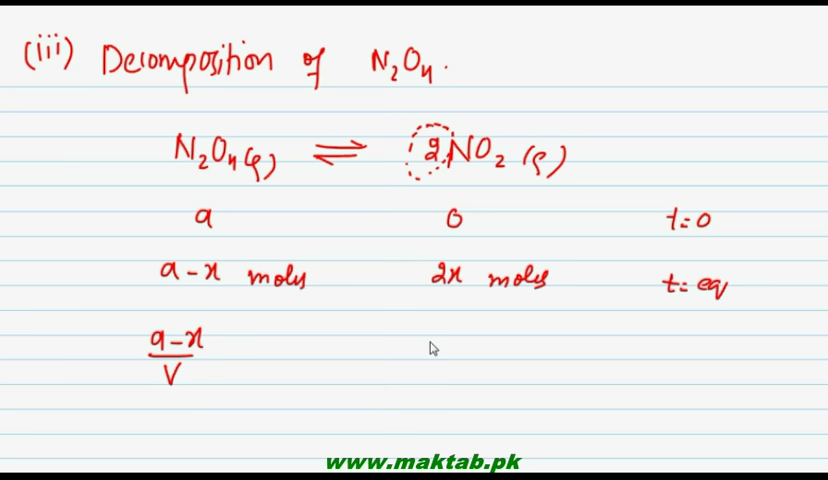 (iii) Decomposition of N₂O₄.
N₂O₄(g) ⇌ 2NO₂(g)
a 0 t=0
a-x moles 2x moles t=eq
a-x
V
www.maktab.pk